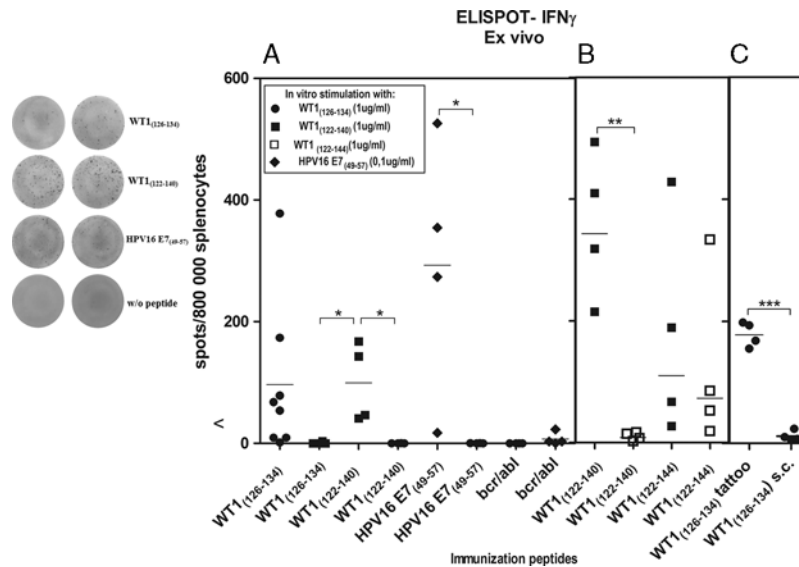 ELISPOT- IFNγ
Ex vivo
A
B
C
WT1(126-134)
WT1(122-140)
HPV16 E7(49-57)
w/o peptide
spots/800 000 splenocytes
<
600
400
200
0
In vitro stimulation with:
WT1(126-134) (1ug/ml)
WT1(122-140) (1ug/ml)
WT1 (122-144)(1ug/ml)
HPV16 E7(49-57) (0,1ug/ml)
*
*
*
**
***
WT1(126-134)
WT1(126-134)
WT1(122-140)
WT1(122-140)
HPV16 E7(49-57)
HPV16 E7(49-57)
bcr/abl
bcr/abl
WT1(122-140)
WT1(122-140)
WT1(122-144)
WT1(122-144)
WT1(126-134) tattoo
WT1(126-134) s.c.
Immunization peptides